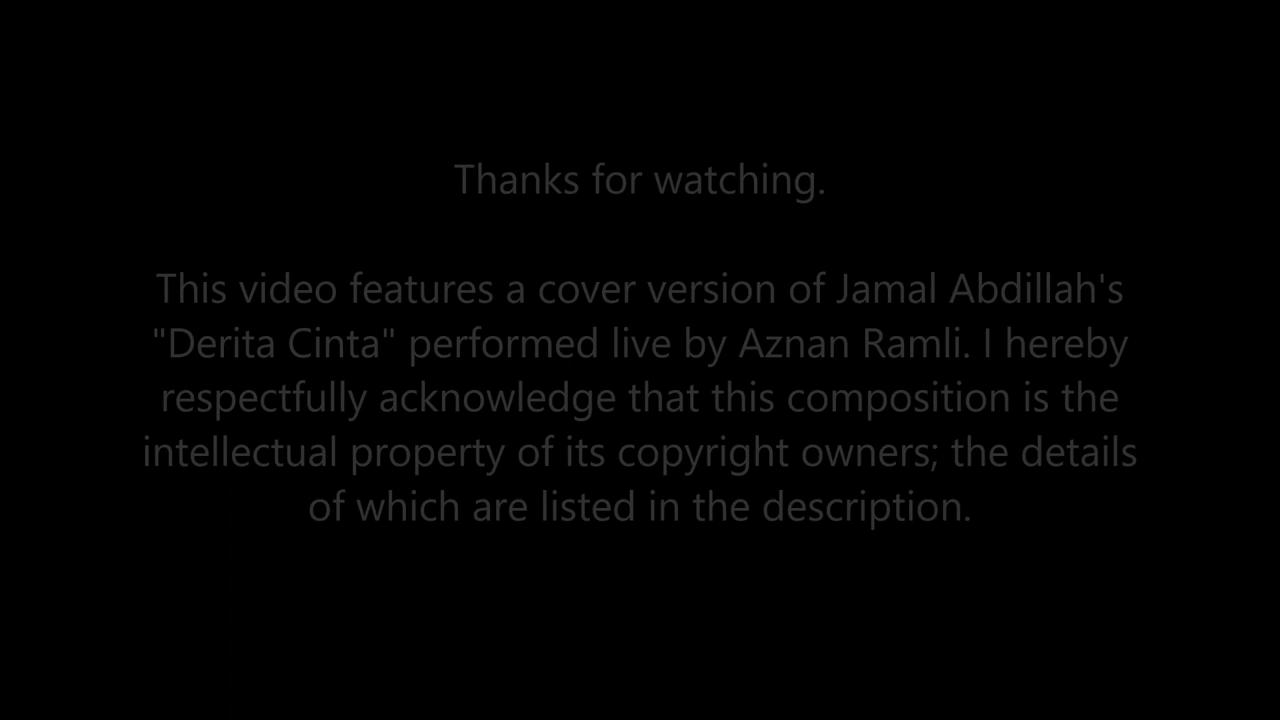 Thanks for watching.
This video features a cover version of Jamal Abdillah's
"Derita Cinta" performed live by Aznan Ramli. I hereby
respectfully acknowledge that this composition is the
intellectual property of its copyright owners; the details
of which are listed in the description.